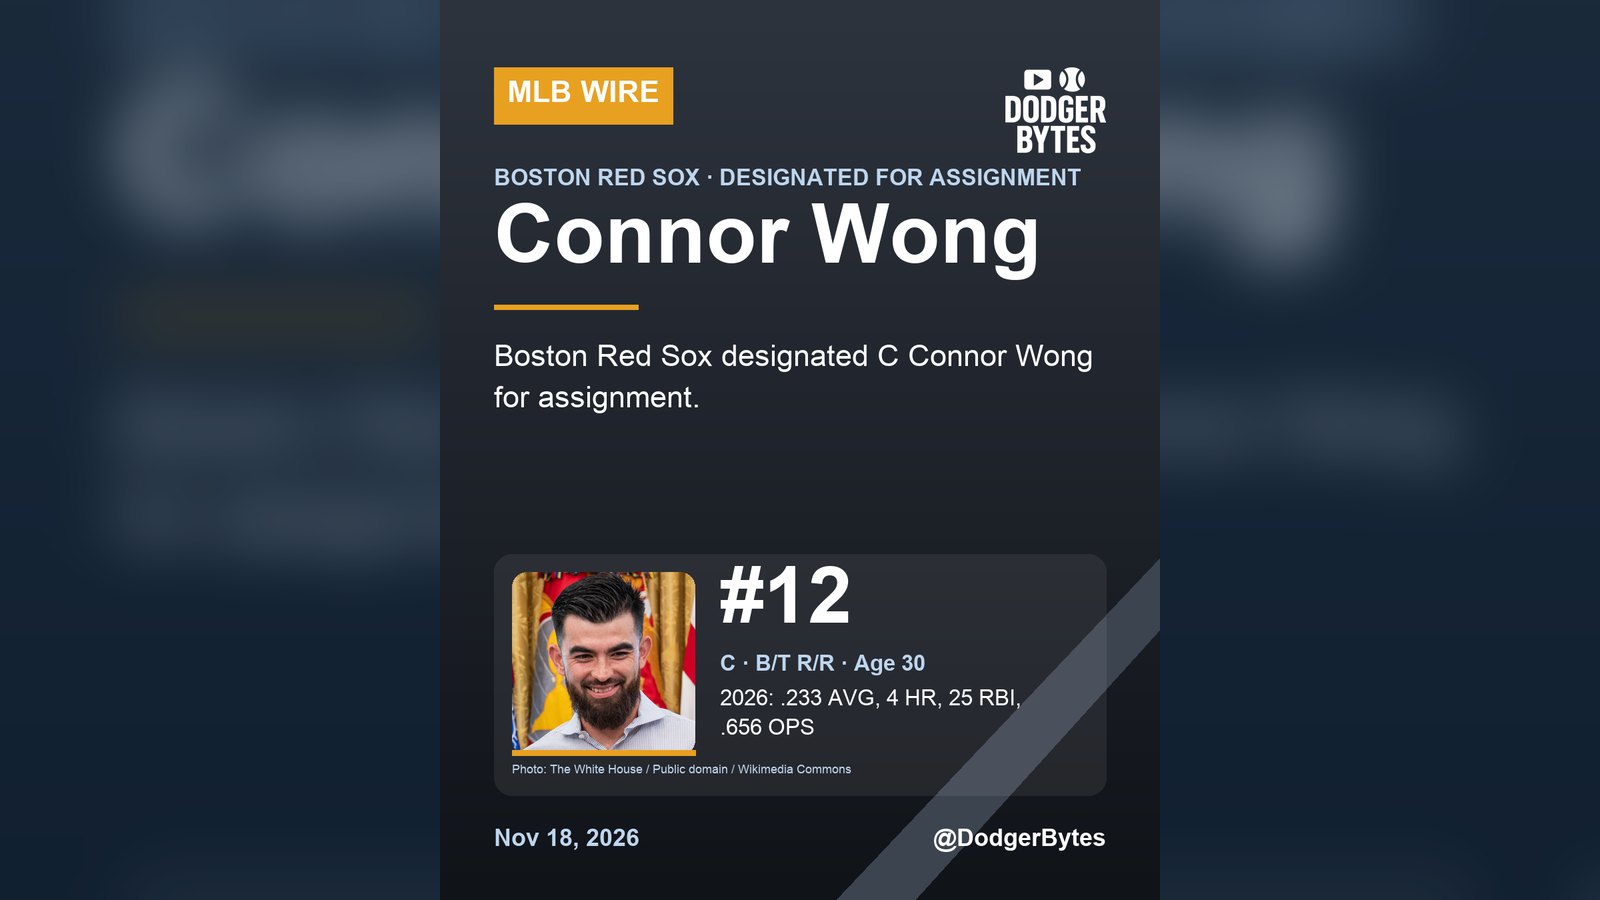 MLB WIRE
DODGER
BYTES
BOSTON RED SOX · DESIGNATED FOR ASSIGNMENT
Connor Wong
Boston Red Sox designated C Connor Wong
for assignment.
#12
C · B/T R/R · Age 30
2026: .233 AVG, 4 HR, 25 RBI,
.656 OPS
Photo: The White House / Public domain / Wikimedia Commons
Nov 18, 2026
@DodgerBytes